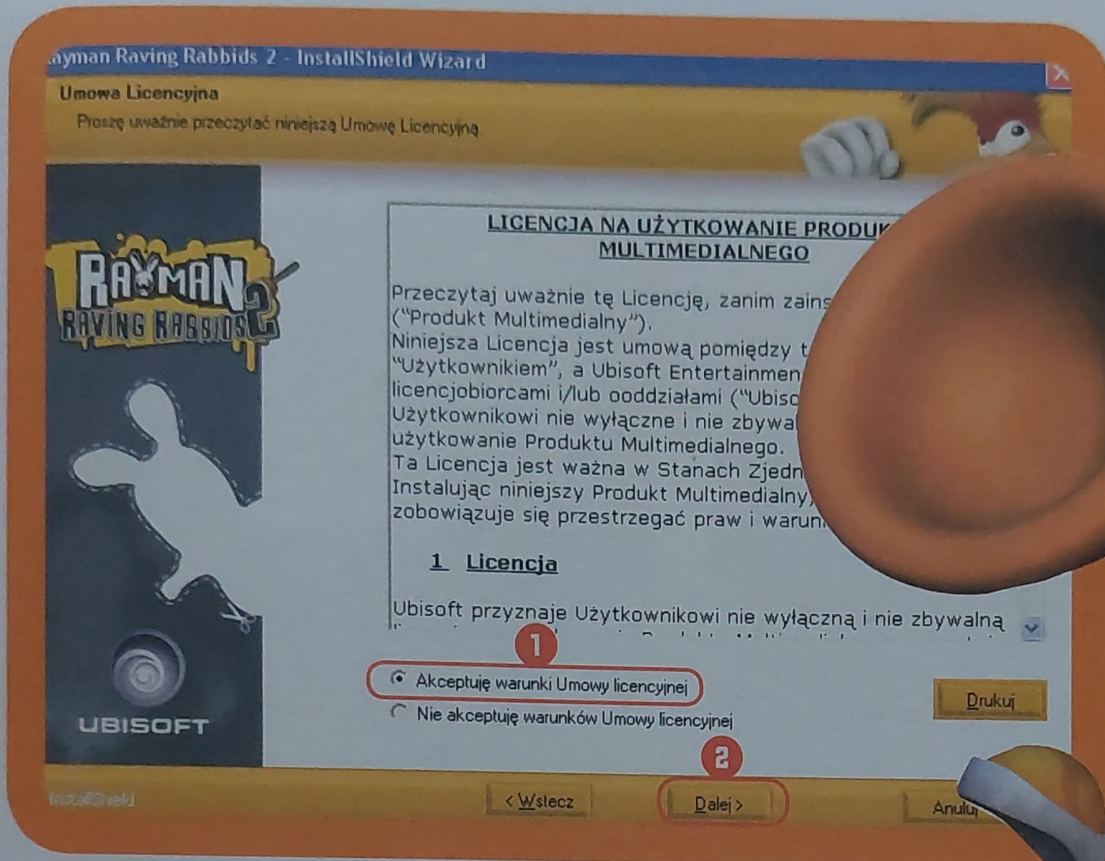 ayman Raving Rabbids 2 - InstallShield Wizard
Umowa Licencyjna
Proszę uważnie przeczytać niniejszą Umowę Licencyjną
RAYMAN
RAVING RABBIDS 2
LICENCJA NA UŻYTKOWANIE PRODUK
MULTIMEDIALNEGO
Przeczytaj uważnie tę Licencję, zanim zains
("Produkt Multimedialny").
Niniejsza Licencja jest umową pomiędzy t
"Użytkownikiem", a Ubisoft Entertainmen
licencjobiorcami i/lub ooddziałami ("Ubiso
Użytkownikowi nie wyłączne i nie zbywal
użytkowanie Produktu Multimedialnego.
Ta Licencja jest ważna w Stanach Zjedn
Instalując niniejszy Produkt Multimedialny,
zobowiązuje się przestrzegać praw i warun
1 Licencja
Ubisoft przyznaje Użytkownikowi nie wyłączną i nie zbywalną
1
Akceptuję warunki Umowy licencyjnej
Nie akceptuję warunków Umowy licencyjnej
Drukuj
UBISOFT
2
InstallShield
< Wstecz
Dalej >
Anuluj